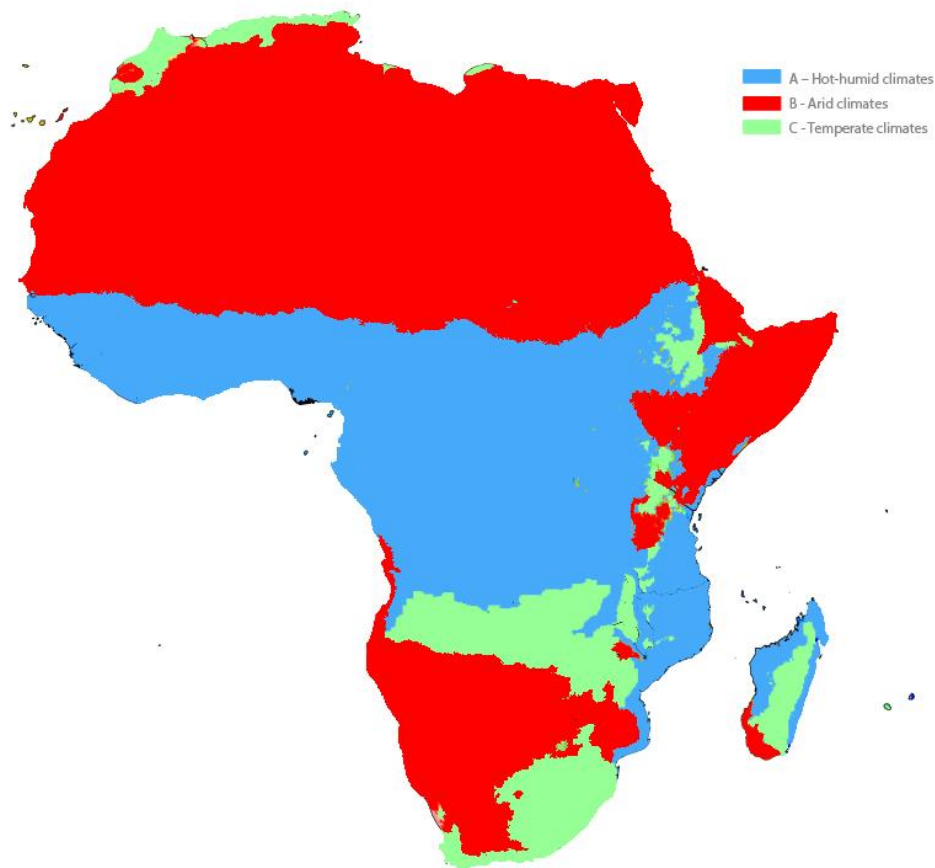 A – Hot-humid climates
B - Arid climates
C - Temperate climates